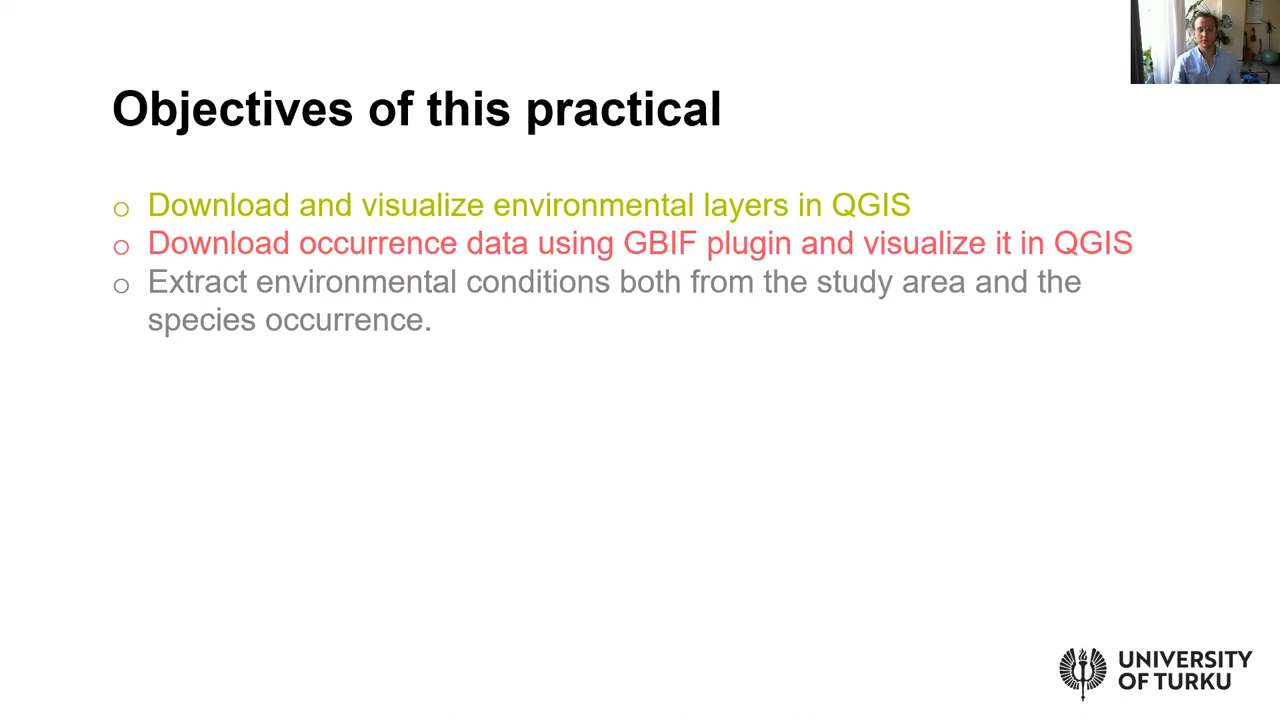 Objectives of this practical
Download and visualize environmental layers in QGIS
Download occurrence data using GBIF plugin and visualize it in QGIS
Extract environmental conditions both from the study area and the
species occurrence.
UNIVERSITY
OF TURKU